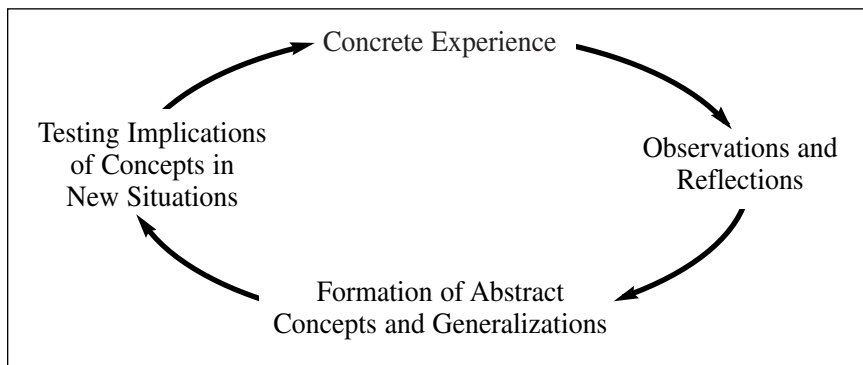 Concrete Experience
Observations and
Reflections
Formation of Abstract
Concepts and Generalizations
Testing Implications
of Concepts in
New Situations